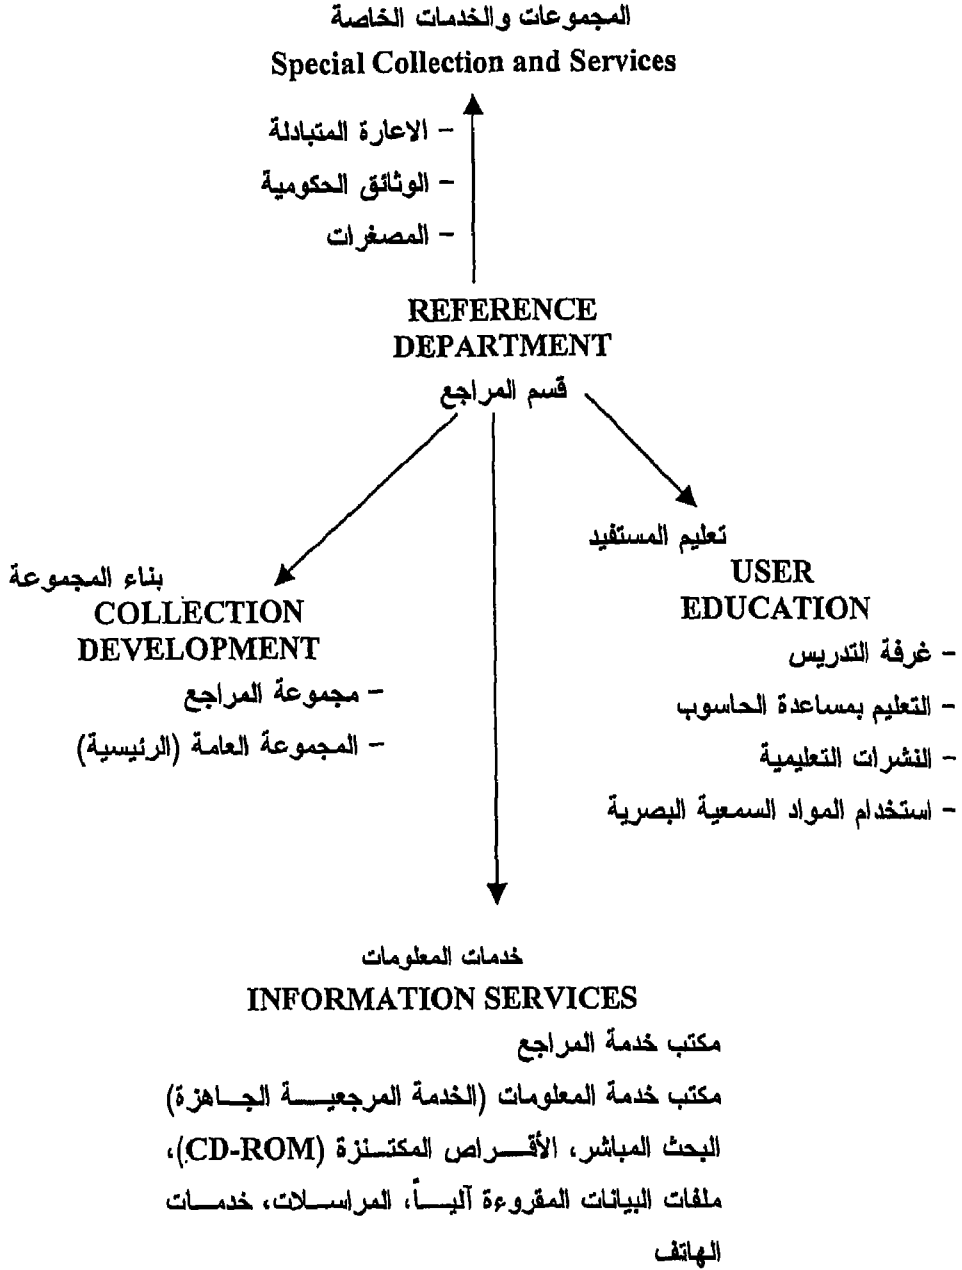 المجموعات والخدمات الخاصة
Special Collection and Services
- الاعارة المتبادلة
- الوثائق الحكومية
- المصغرات
REFERENCE
DEPARTMENT
قسم المراجع
تعليم المستفيد
USER
EDUCATION
- غرفة التدريس
- التعليم بمساعدة الحاسوب
- النشرات التعليمية
- استخدام المواد السمعية البصرية
بناء المجموعة
COLLECTION
DEVELOPMENT
- مجموعة المراجع
- المجموعة العامة (الرئيسية)
خدمات المعلومات
INFORMATION SERVICES
مكتب خدمة المراجع
مكتب خدمة المعلومات (الخدمة المرجعية الجاهزة)
البحث المباشر، الأقراص المكتنزة (CD-ROM)،
ملفات البيانات المقروءة آلياً، المراسلات، خدمات
الهاتف